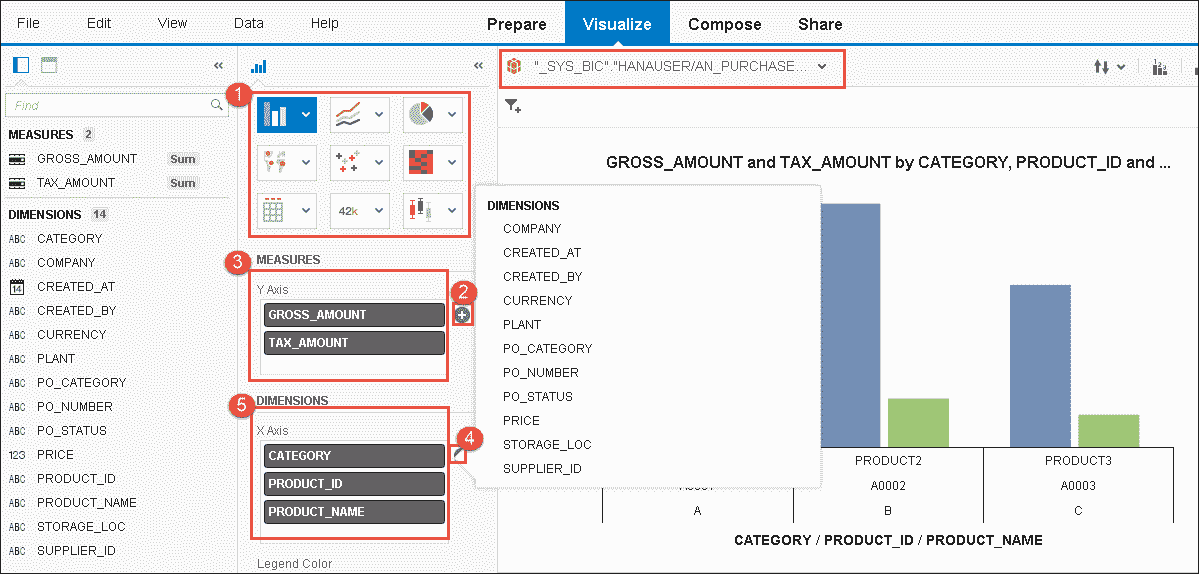 File Edit View Data Help Prepare Visualize Compose Share
Find
MEASURES 2
GROSS_AMOUNT Sum
TAX_AMOUNT Sum
DIMENSIONS 14
ABC CATEGORY
ABC COMPANY
14 CREATED_AT
ABC CREATED_BY
ABC CURRENCY
ABC PLANT
ABC PO_CATEGORY
ABC PO_NUMBER
ABC PO_STATUS
123 PRICE
ABC PRODUCT_ID
ABC PRODUCT_NAME
ABC STORAGE_LOC
ABC SUPPLIER_ID
1
42k
3 MEASURES
Y Axis
2
GROSS_AMOUNT
TAX_AMOUNT
5 DIMENSIONS
X Axis
4
CATEGORY
PRODUCT_ID
PRODUCT_NAME
Legend Color
DIMENSIONS
COMPANY
CREATED_AT
CREATED_BY
CURRENCY
PLANT
PO_CATEGORY
PO_NUMBER
PO_STATUS
PRICE
STORAGE_LOC
SUPPLIER_ID
"_SYS_BIC"."HANAUSER/AN_PURCHASE...
GROSS_AMOUNT and TAX_AMOUNT by CATEGORY, PRODUCT_ID and ...
PRODUCT2 PRODUCT3
A0002 A0003
A B C
CATEGORY / PRODUCT_ID / PRODUCT_NAME